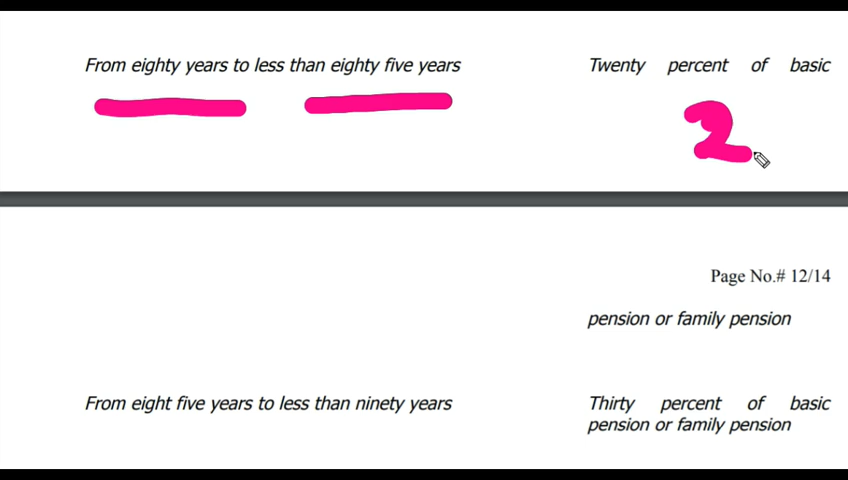 From eighty years to less than eighty five years
Twenty percent of basic
2
Page No.# 12/14
pension or family pension
From eight five years to less than ninety years
Thirty percent of basic
pension or family pension